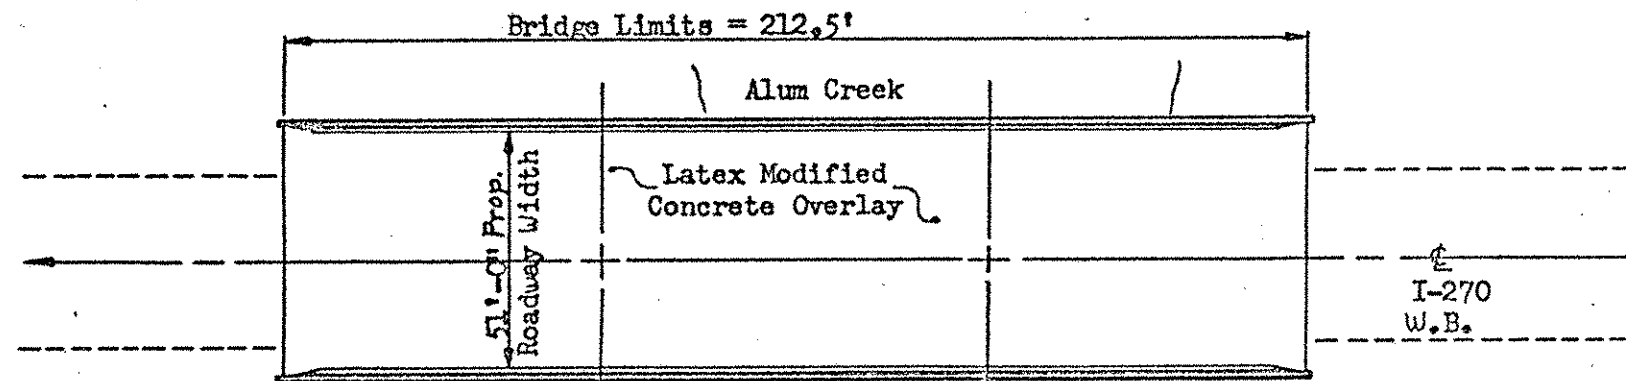 Bridge Limits = 212.5'
Alum Creek
Latex Modified
Concrete Overlay
51'-0" Prop.
Roadway Width
℄
I-270
W.B.